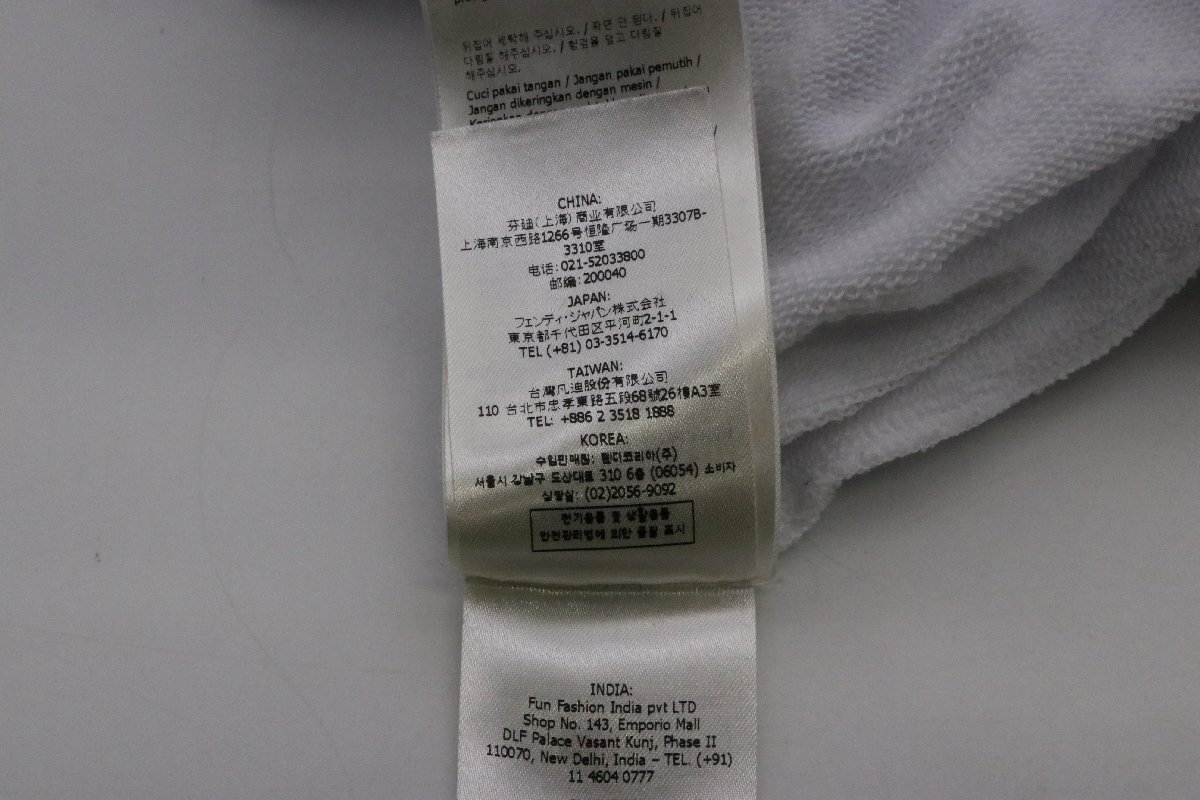 뒤집어 세탁해 주십시오. / 짜면 안 된다. / 뒤집어
다림질 해주십시오. / 헝겊을 덮고 다림질
해주십시오.
Cuci pakai tangan / Jangan pakai pemutih /
Jangan dikeringkan dengan mesin /
CHINA:
芬迪(上海)商业有限公司
上海南京西路1266号恒隆广场一期3307B-
3310室
电话:021-52033800
邮编:200040
JAPAN:
フェンディ・ジャパン株式会社
東京都千代田区平河町2-1-1
TEL (+81) 03-3514-6170
TAIWAN:
台灣凡迪股份有限公司
110 台北市忠孝東路五段68號26樓A3室
TEL: +886 2 3518 1888
KOREA:
수입판매원: 펜디코리아(주)
서울시 강남구 도산대로 310 6층 (06054) 소비자
상담실: (02)2056-9092
전기용품 및 생활용품
안전관리법에 의한 품질 표시
INDIA:
Fun Fashion India pvt LTD
Shop No. 143, Emporio Mall
DLF Palace Vasant Kunj, Phase II
110070, New Delhi, India – TEL. (+91)
11 4604 0777